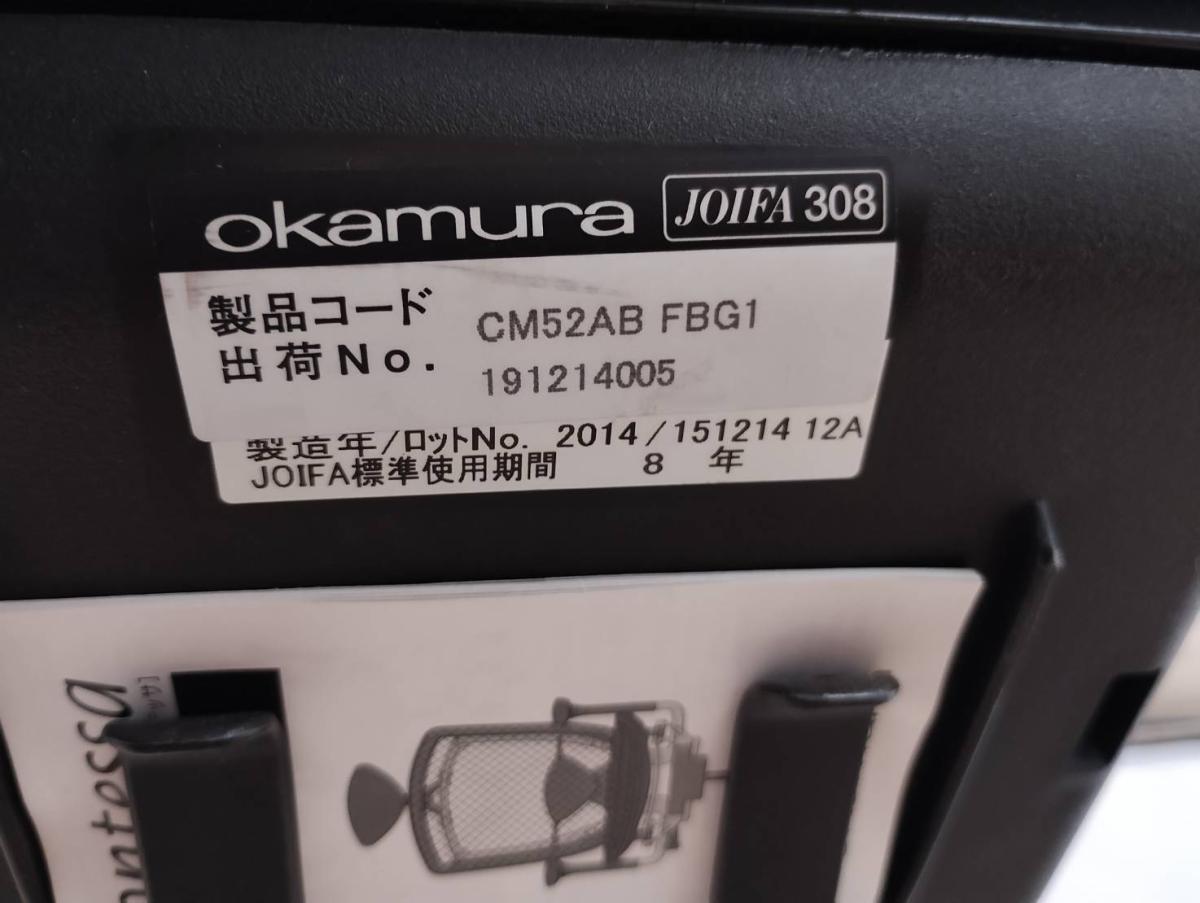 okamura JOIFA 308
製品コード CM52AB FBG1
出荷No. 191214005
製造年/ロットNo. 2014/151214 12A
JOIFA標準使用期間 8 年
ntessa